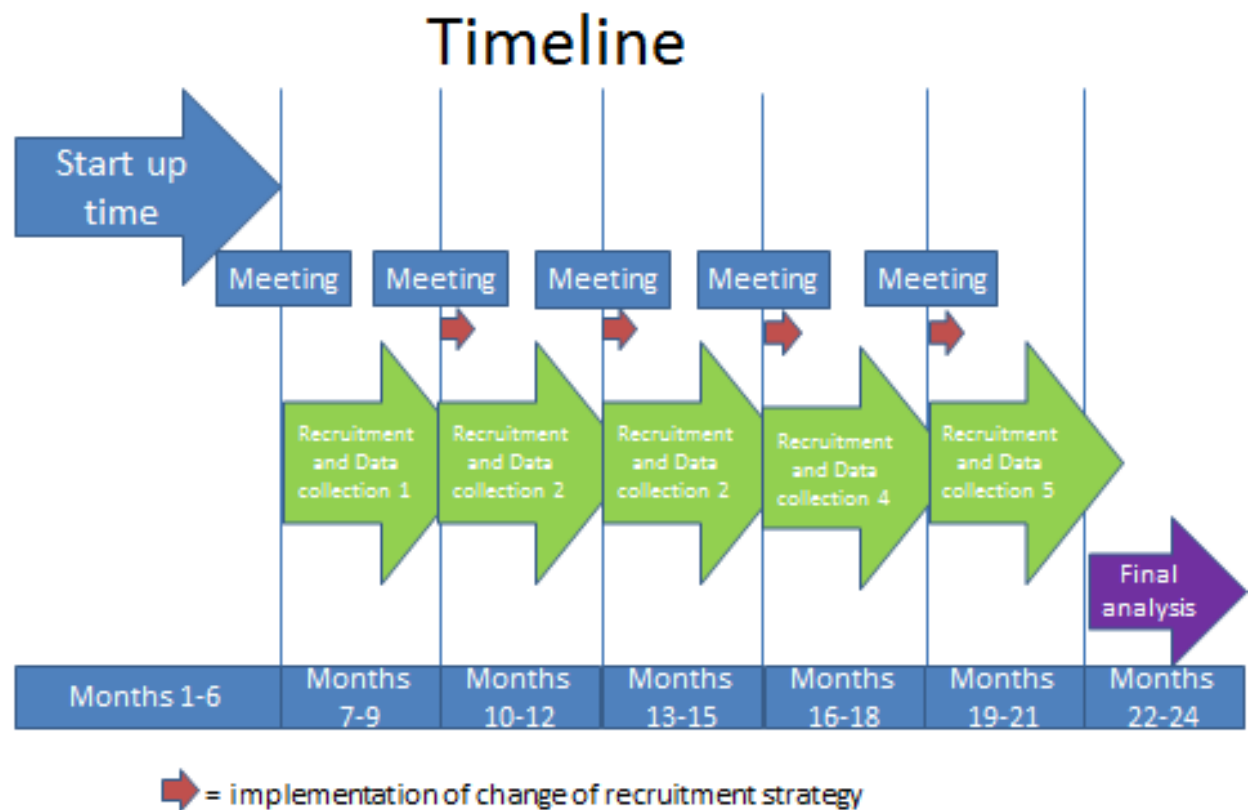 Timeline
Start up
time
Meeting
Meeting
Meeting
Meeting
Meeting
Recruitment
and Data
collection 1
Recruitment
and Data
collection 2
Recruitment
and Data
collection 2
Recruitment
and Data
collection 4
Recruitment
and Data
collection 5
Final
analysis
Months 1-6
Months
7-9
Months
10-12
Months
13-15
Months
16-18
Months
19-21
Months
22-24
= implementation of change of recruitment strategy